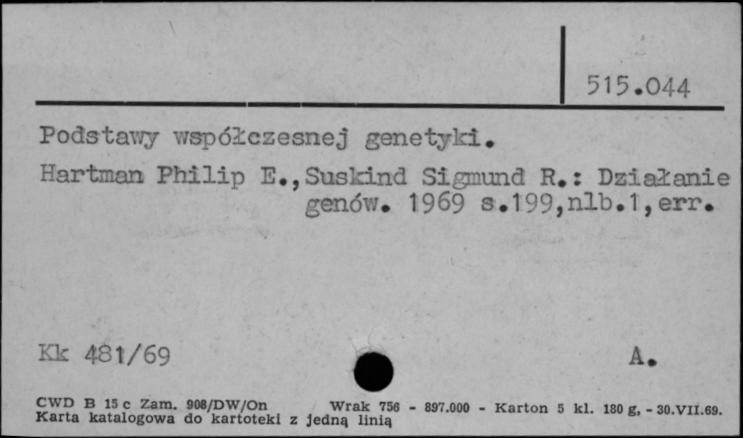 515.044
Podstawy współczesnej genetyki.
Hartman Philip E., Suskind Sigmund R.: Działanie
genów. 1969 s.199,nlb.1,err.
Kk 481/69 A.
CWD B 15 c Zam. 908/DW/On Wrak 756 - 897.000 - Karton 5 kl. 180 g, - 30.VII.69.
Karta katalogowa do kartoteki z jedną linią